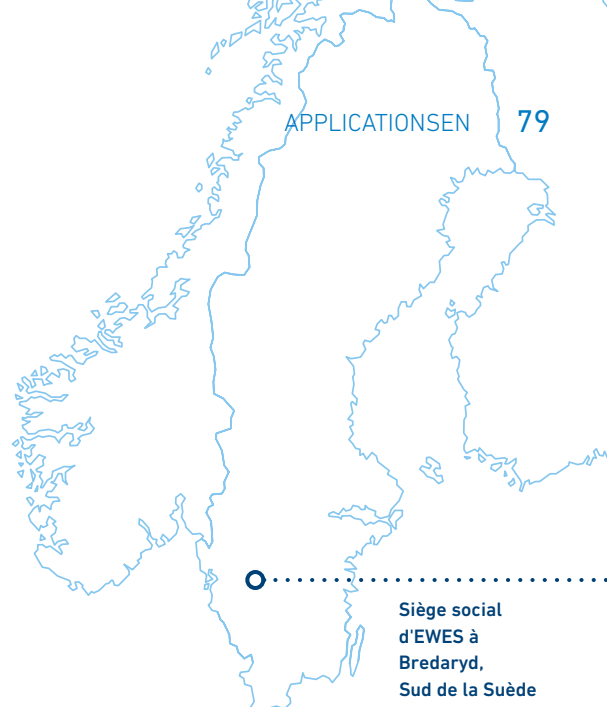 APPLICATIONSEN 79
Siège social
d'EWES à
Bredaryd,
Sud de la Suède